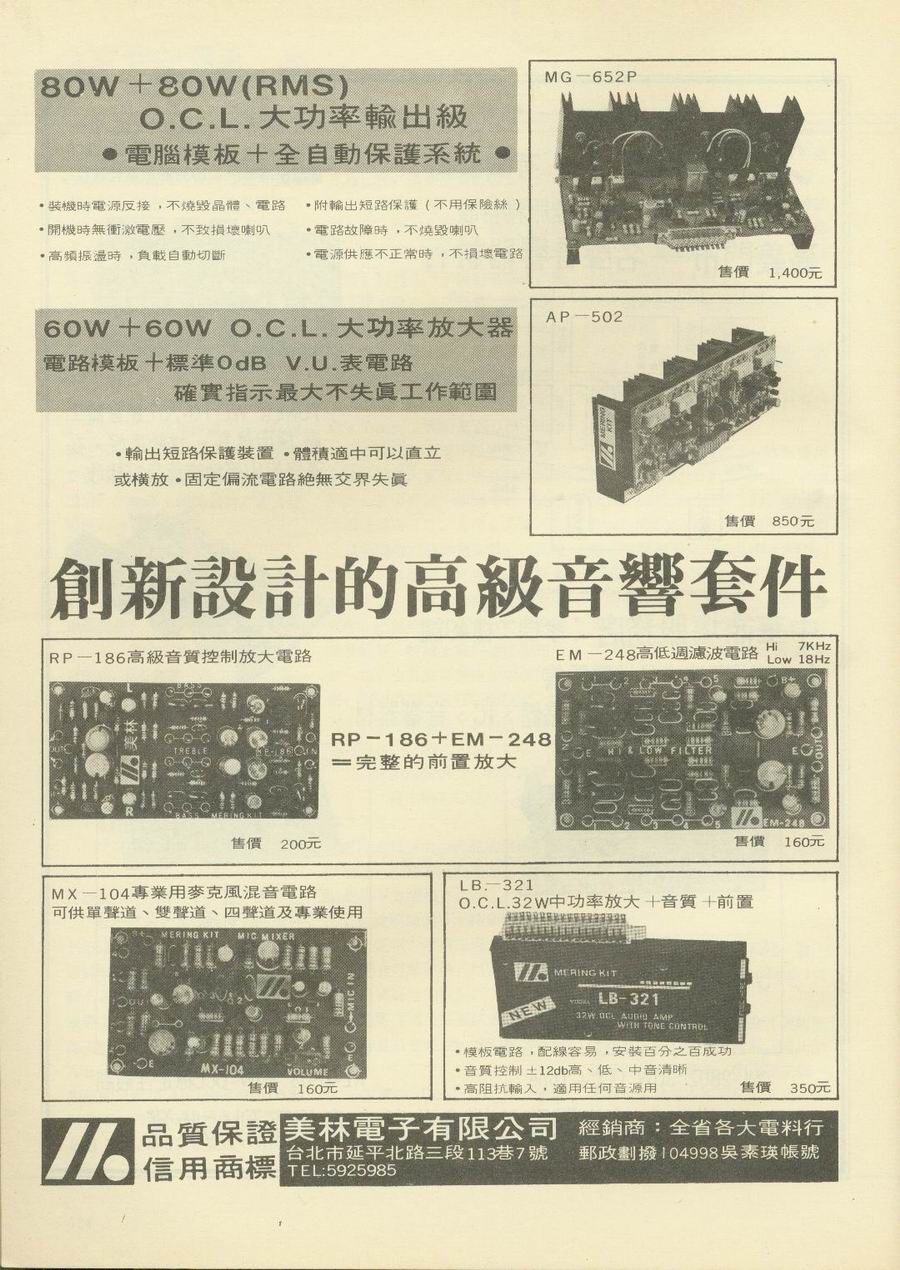 80W＋80W(RMS)
O.C.L.大功率輸出級
●電腦模板＋全自動保護系統●
•裝機時電源反接，不燒毀晶體、電路
•開機時無衝激電壓，不致損壞喇叭
•高頻振盪時，負載自動切斷
•附輸出短路保護（不用保險絲）
•電路故障時，不燒毀喇叭
•電源供應不正常時，不損壞電路
MG－652P
售價 1,400元
60W＋60W O.C.L.大功率放大器
電路模板＋標準0dB V.U.表電路
確實指示最大不失眞工作範圍
•輸出短路保護裝置 •體積適中可以直立
或橫放 •固定偏流電路絶無交界失眞
AP－502
MERING KIT
售價 850元
創新設計的高級音響套件
RP－186高級音質控制放大電路
BASS
L
美林
TREBLE
RP-186
IN
R
BASS MERING KIT
售價 200元
RP－186＋EM－248
＝完整的前置放大
EM－248高低週濾波電路 Hi 7KHz
Low 18Hz
B+
HI & LOW FILTER
E
OUT
1 2 3 4 5
EM-248
售價 160元
MX－104專業用麥克風混音電路
可供單聲道、雙聲道、四聲道及專業使用
B+ MERING KIT MIC MIXER
MIC IN
E
MX-104
VOLUME
E
售價 160元
LB.－321
O.C.L.32W中功率放大＋音質＋前置
MERING KIT
LB-321
NEW
32W OCL AUDIO AMP
WITH TONE CONTROL
•模板電路，配線容易，安裝百分之百成功
•音質控制±12db高、低、中音清晰
•高阻抗輸入，適用任何音源用
售價 350元
品質保證
信用商標
美林電子有限公司
台北市延平北路三段113巷7號
TEL:5925985
經銷商：全省各大電料行
郵政劃撥104998吳素瑛帳號